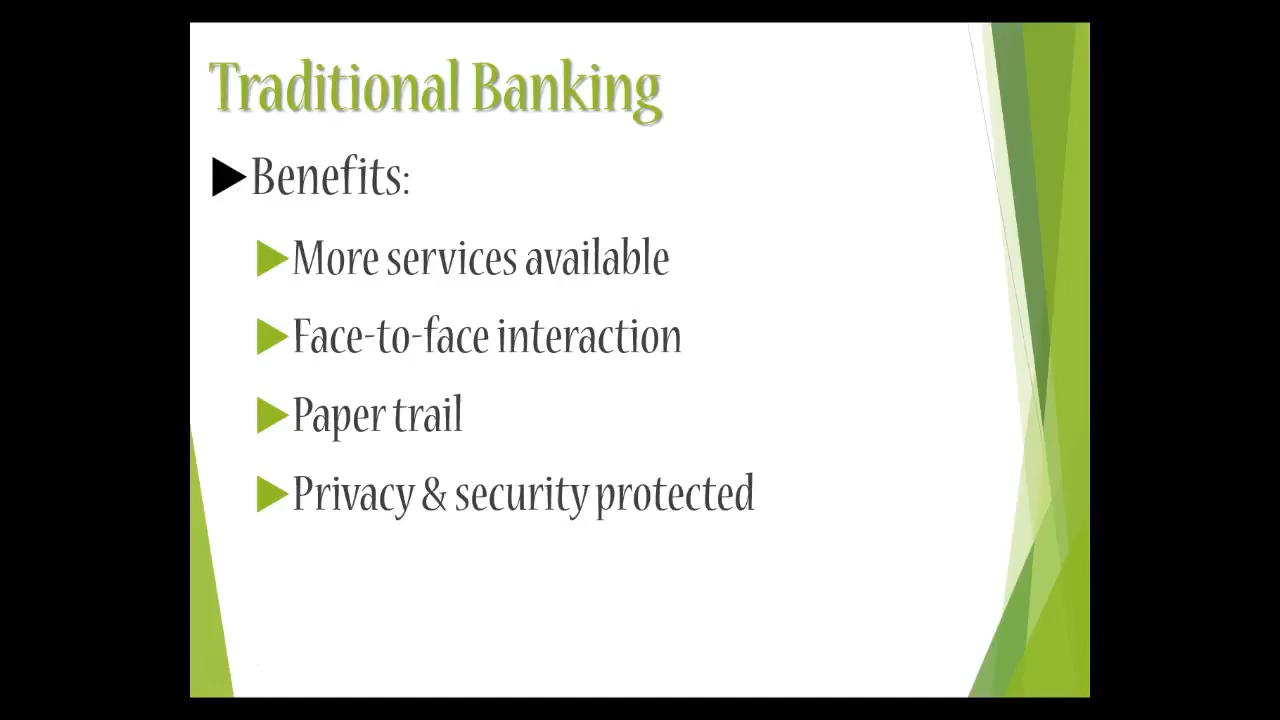 Traditional Banking
Benefits:
More services available
Face-to-face interaction
Paper trail
Privacy & security protected